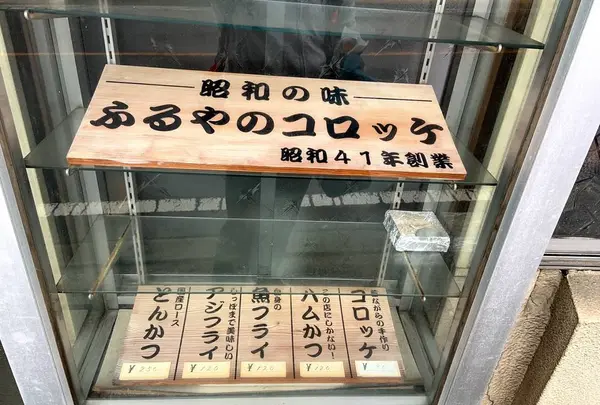 昭和の味
ふるやのコロッケ
昭和41年創業
ながらの手作り
コロッケ
¥
この店にしかない!
ハムかつ
¥125
白身の
魚フライ
¥125
しっぽまで美味しい
アジフライ
¥125
国産ロース
とんかつ
¥